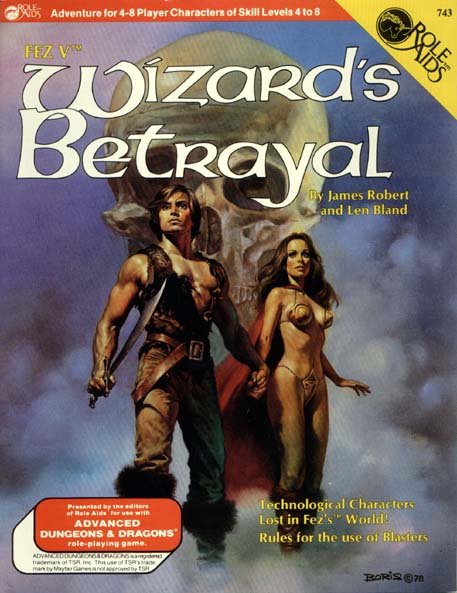 ROLE
AIDS
Adventure for 4-8 Player Characters of Skill Levels 4 to 8
743
ROLE
AIDS
FEZ V™
Wizard's
Betrayal
By James Robert
and Len Bland
Technological Characters
Lost in Fez's™ World!
Rules for the use of Blasters
Presented by the editors
of Role Aids™ for use with
ADVANCED
DUNGEONS & DRAGONS®
role-playing game.
ADVANCED DUNGEONS & DRAGONS is a registered
trademark of TSR, Inc. This use of TSR's trade
mark by Mayfair Games is not approved by TSR.
BORIS © 78